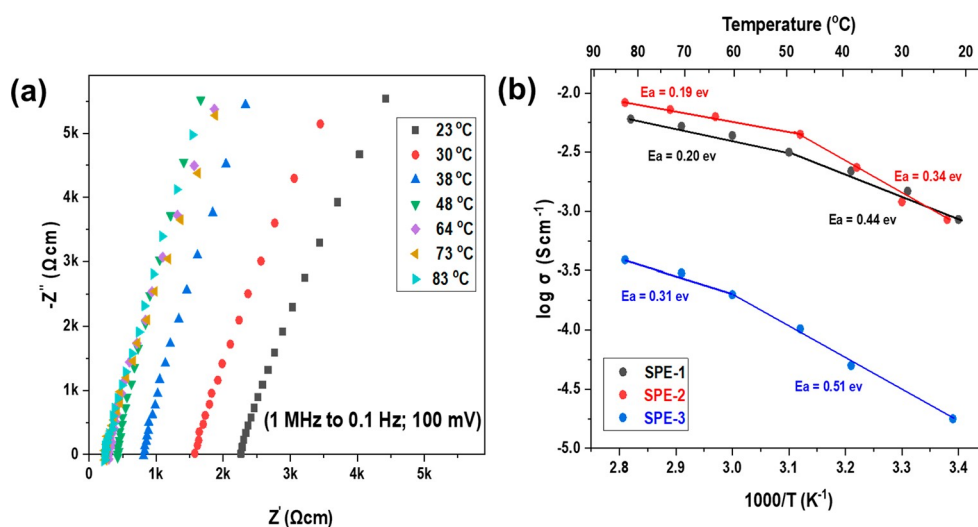 (a)
-Z'' (Ωcm)
5k
4k
3k
2k
1k
0
0
1k
2k
3k
4k
5k
Z' (Ωcm)
23 °C
30 °C
38 °C
48 °C
64 °C
73 °C
83 °C
(1 MHz to 0.1 Hz; 100 mV)
(b)
Temperature (°C)
90 80 70 60 50 40 30 20
log σ (Scm⁻¹)
-2.0
-2.5
-3.0
-3.5
-4.0
-4.5
-5.0
Ea = 0.19 ev
Ea = 0.20 ev
Ea = 0.34 ev
Ea = 0.44 ev
Ea = 0.31 ev
Ea = 0.51 ev
SPE-1
SPE-2
SPE-3
2.8 2.9 3.0 3.1 3.2 3.3 3.4
1000/T (K⁻¹)